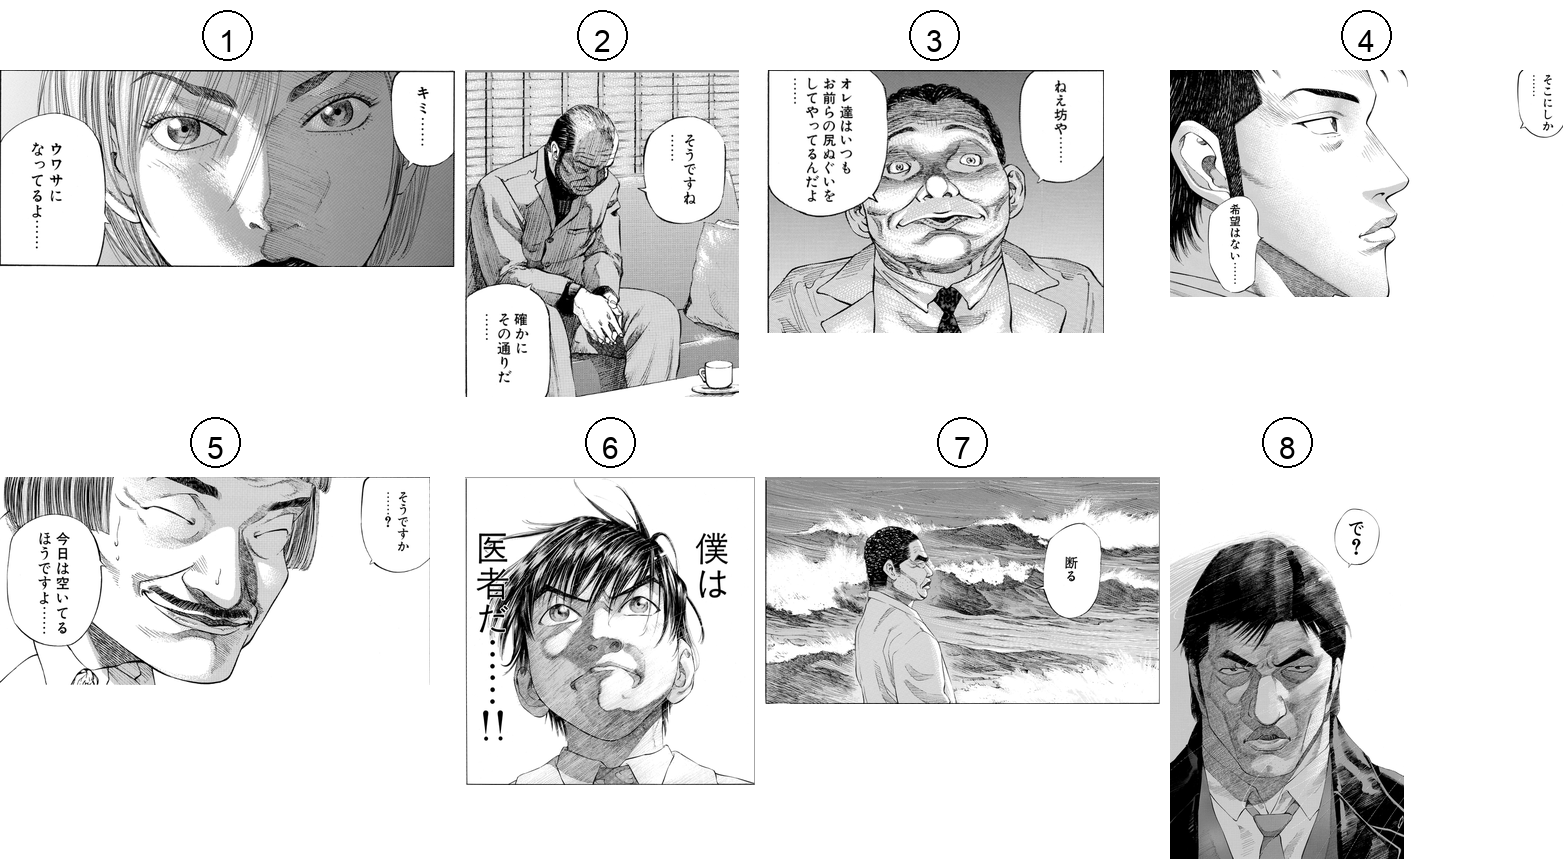 1
キミ……
ウワサに
なってるよ……
2
そうですね
……
確かに
その通りだ
……
3
ねえ坊や……
オレ達はいつも
お前らの尻ぬぐいを
してやってるんだよ
……
4
そこにしか
……
希望はない……
5
そうですか
……？
今日は空いてる
ほうですよ……
6
僕は
医者だ……!!
7
断る
8
で？